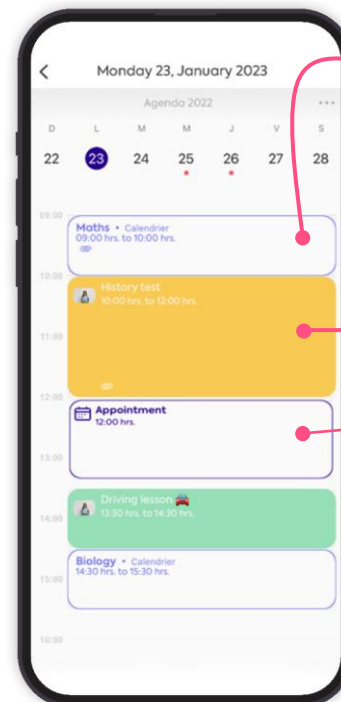 Monday 23, January 2023
Agenda 2022
D L M M J V S
22 23 24 25 26 27 28
09:00
Maths • Calendrier
09:00 hrs. to 10:00 hrs.
10:00
History test
10:00 hrs. to 12:00 hrs.
11:00
12:00
Appointment
12:00 hrs.
13:00
Driving lesson 🚘
13:30 hrs. to 14:30 hrs.
14:00
Biology • Calendrier
14:30 hrs. to 15:30 hrs.
15:00
16:00